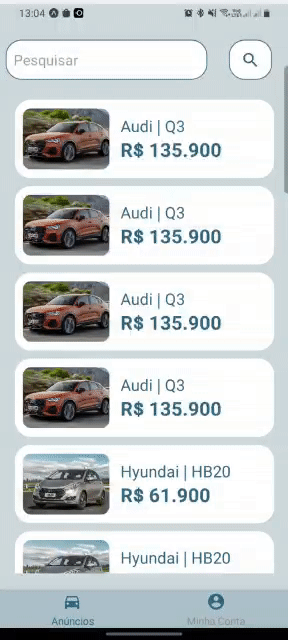 13:04
Pesquisar
Audi | Q3
R$ 135.900
Audi | Q3
R$ 135.900
Audi | Q3
R$ 135.900
Audi | Q3
R$ 135.900
Hyundai | HB20
R$ 61.900
Hyundai | HB20
Anúncios
Minha Conta